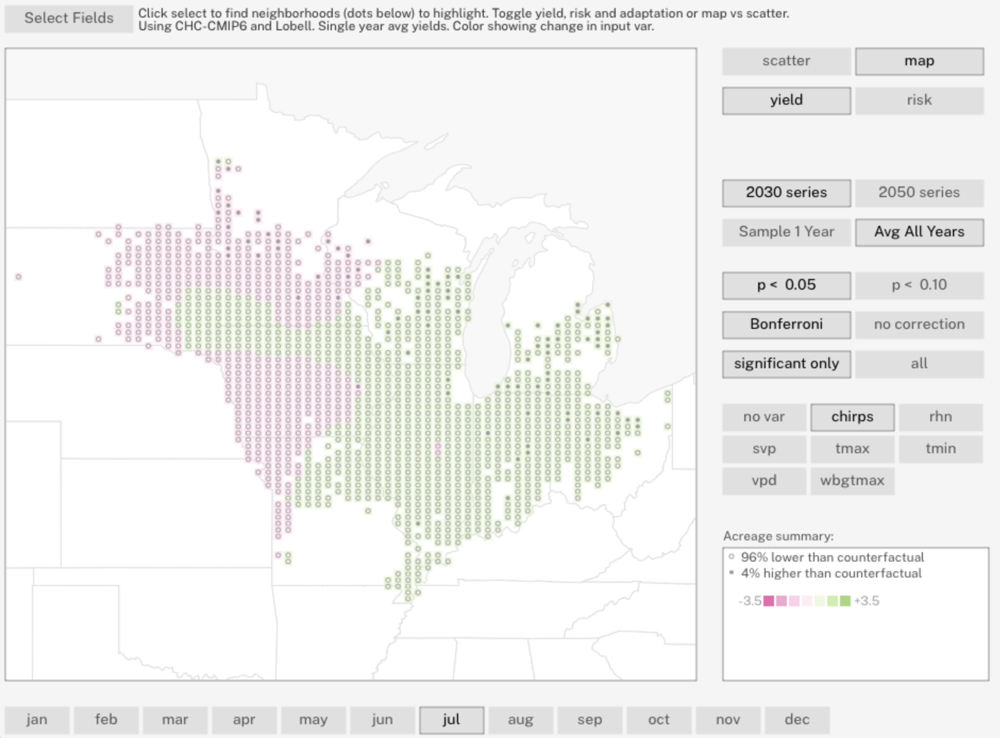 Select Fields
Click select to find neighborhoods (dots below) to highlight. Toggle yield, risk and adaptation or map vs scatter.
Using CHC-CMIP6 and Lobell. Single year avg yields. Color showing change in input var.
scatter map
yield risk
2030 series 2050 series
Sample 1 Year Avg All Years
p < 0.05 p < 0.10
Bonferroni no correction
significant only all
no var chirps rhn
svp tmax tmin
vpd wbgtmax
Acreage summary:
96% lower than counterfactual
4% higher than counterfactual
-3.5 +3.5
jan feb mar apr may jun jul aug sep oct nov dec